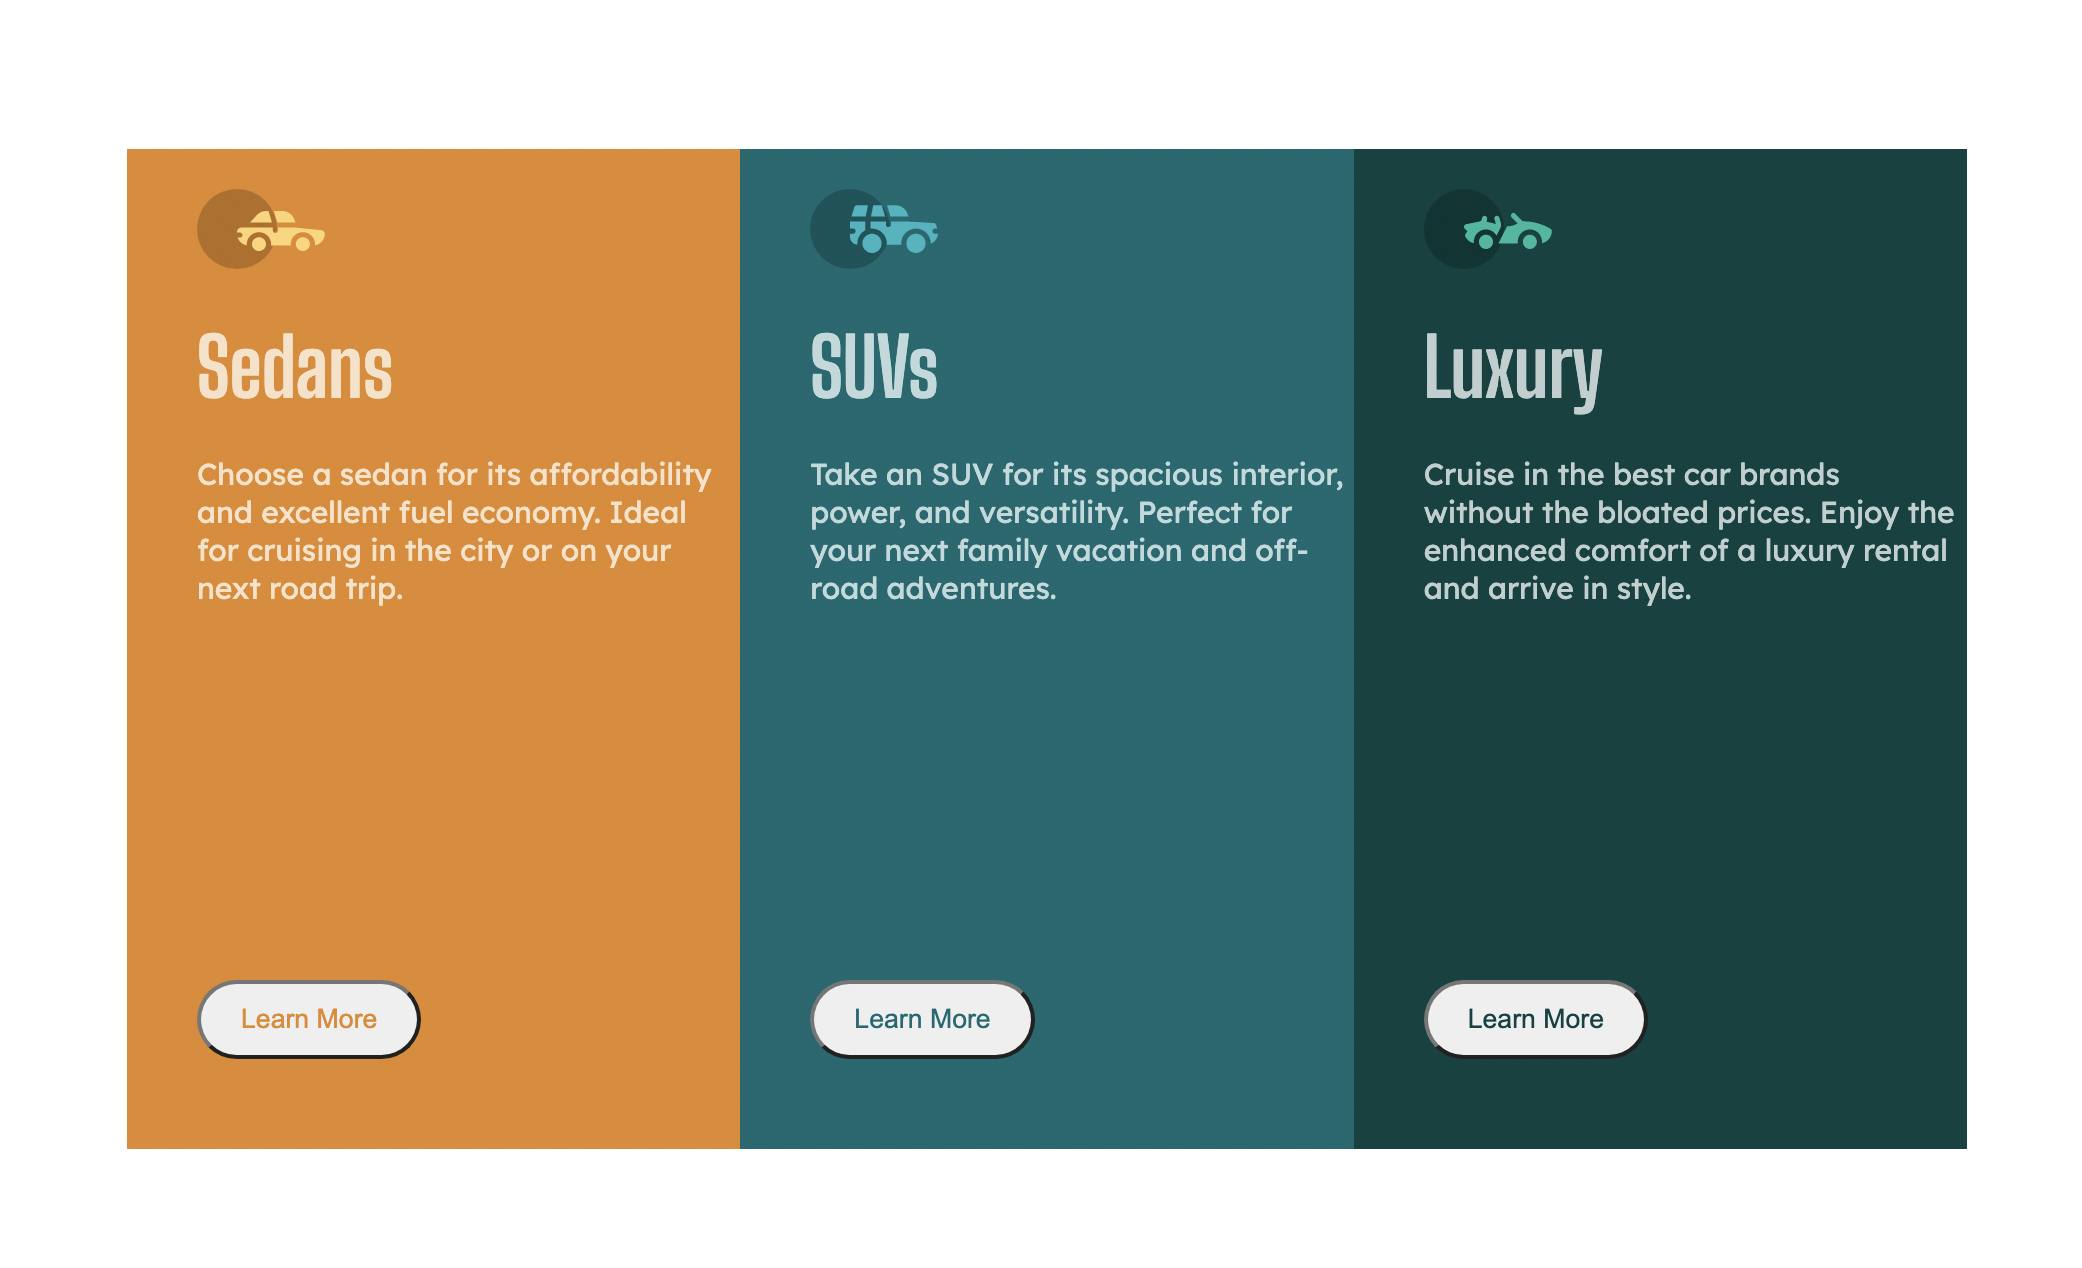 Sedans
Choose a sedan for its affordability
and excellent fuel economy. Ideal
for cruising in the city or on your
next road trip.
Learn More
SUVs
Take an SUV for its spacious interior,
power, and versatility. Perfect for
your next family vacation and off-
road adventures.
Learn More
Luxury
Cruise in the best car brands
without the bloated prices. Enjoy the
enhanced comfort of a luxury rental
and arrive in style.
Learn More